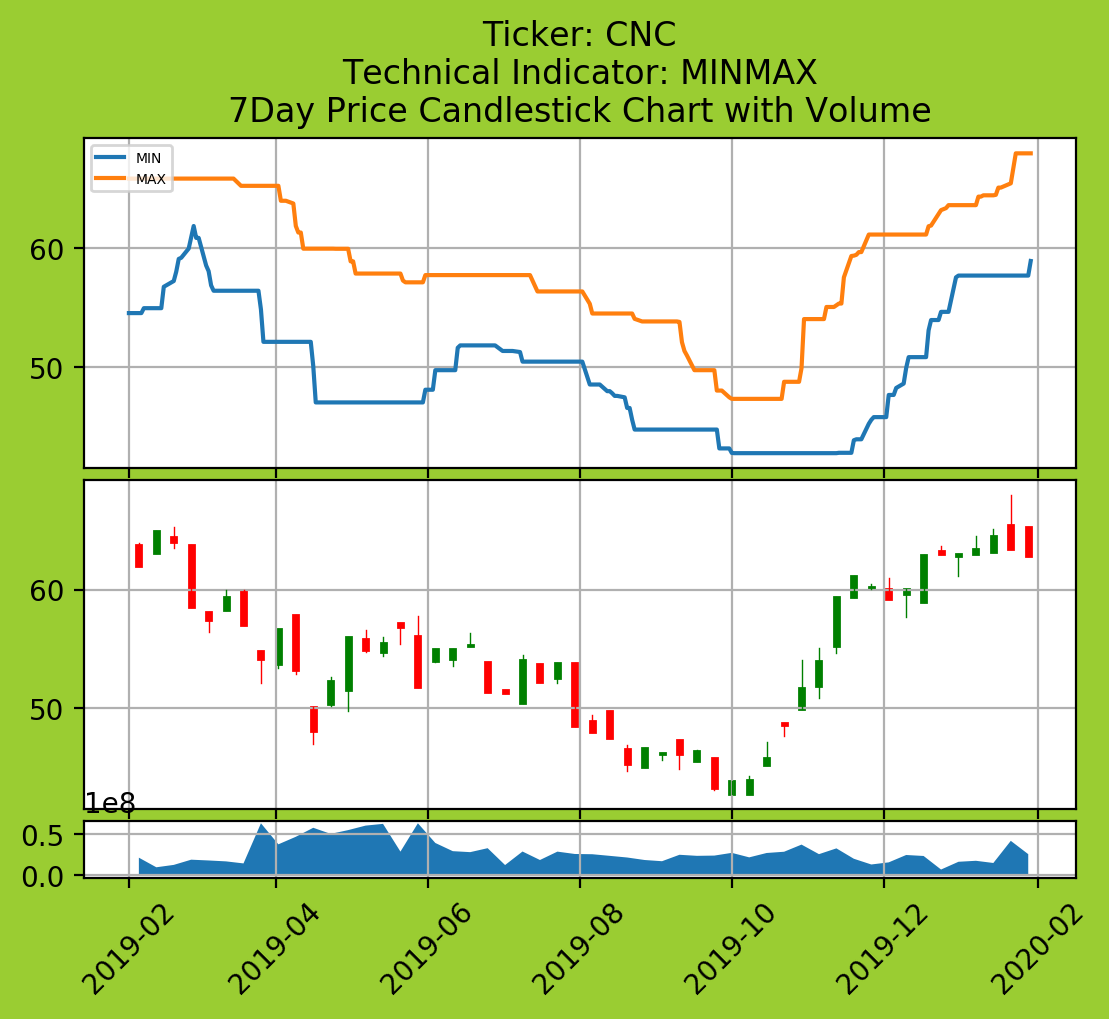 Ticker: CNC
Technical Indicator: MINMAX
7Day Price Candlestick Chart with Volume
MIN
MAX
60
50
60
50
1e8
0.5
0.0
2019-02
2019-04
2019-06
2019-08
2019-10
2019-12
2020-02